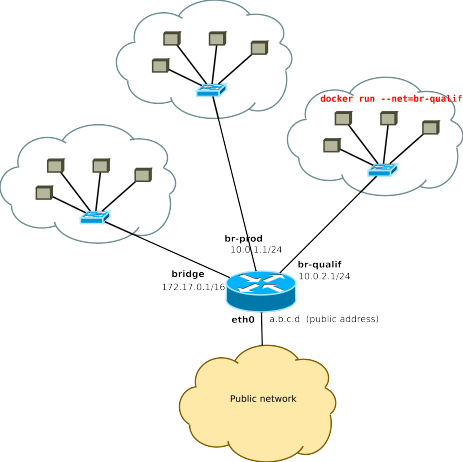 docker run --net=br-qualif
br-prod
10.0.1.1/24
br-qualif
10.0.2.1/24
bridge
172.17.0.1/16
eth0 a.b.c.d (public address)
Public network